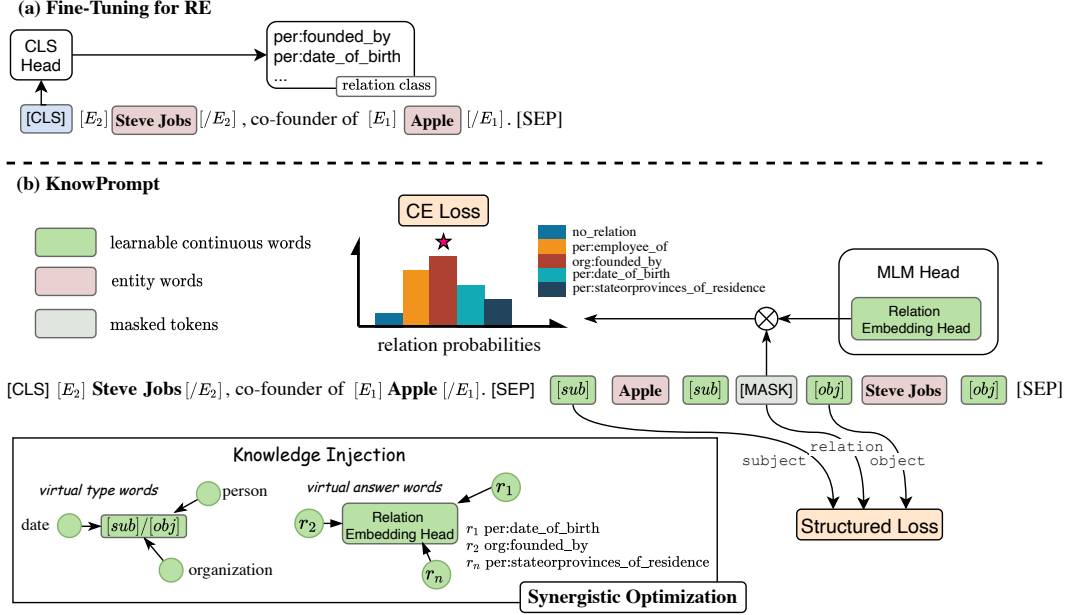 (a) Fine-Tuning for RE
CLS
Head
per:founded_by
per:date_of_birth
...
relation class
[CLS] [E2] Steve Jobs [/E2] , co-founder of [E1] Apple [/E1] . [SEP]
(b) KnowPrompt
learnable continuous words
entity words
masked tokens
CE Loss
no_relation
per:employee_of
org:founded_by
per:date_of_birth
per:stateorprovinces_of_residence
relation probabilities
MLM Head
Relation
Embedding Head
[CLS] [E2] Steve Jobs [/E2] , co-founder of [E1] Apple [/E1]. [SEP] [sub] Apple [sub] [MASK] [obj] Steve Jobs [obj] [SEP]
subject
relation
object
Structured Loss
Knowledge Injection
virtual type words
person
date
[sub]/[obj]
organization
virtual answer words
r1
r2
Relation
Embedding Head
rn
r1 per:date_of_birth
r2 org:founded_by
rn per:stateorprovinces_of_residence
Synergistic Optimization